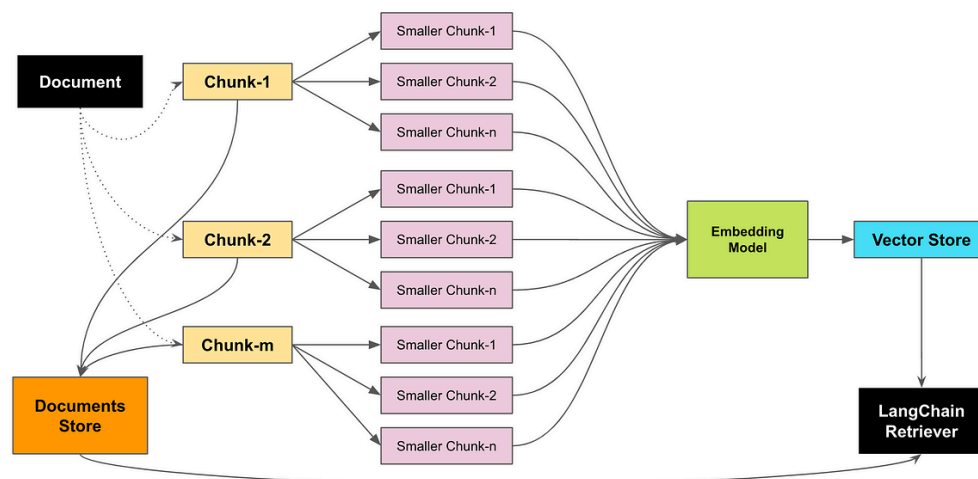 Document
Chunk-1
Smaller Chunk-1
Smaller Chunk-2
Smaller Chunk-n
Chunk-2
Smaller Chunk-1
Smaller Chunk-2
Smaller Chunk-n
Chunk-m
Smaller Chunk-1
Smaller Chunk-2
Smaller Chunk-n
Documents
Store
Embedding
Model
Vector Store
LangChain
Retriever